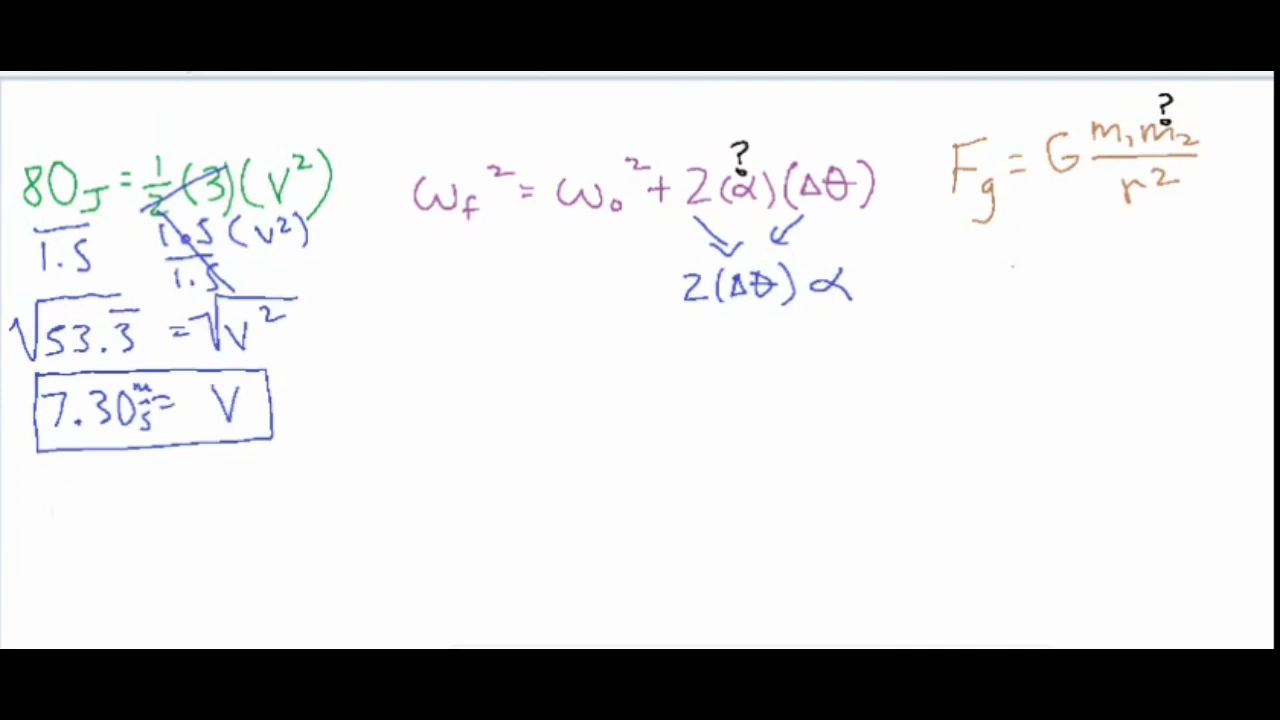 80J = 1/2 (3)(v²)
1.5 1.5 (v²)
1.5
√53.3̅ = √v²
7.30 m/s = V
?
ωf² = ω₀² + 2(α)(Δθ)
2(Δθ) α
?
Fg = G m₁m₂/r²